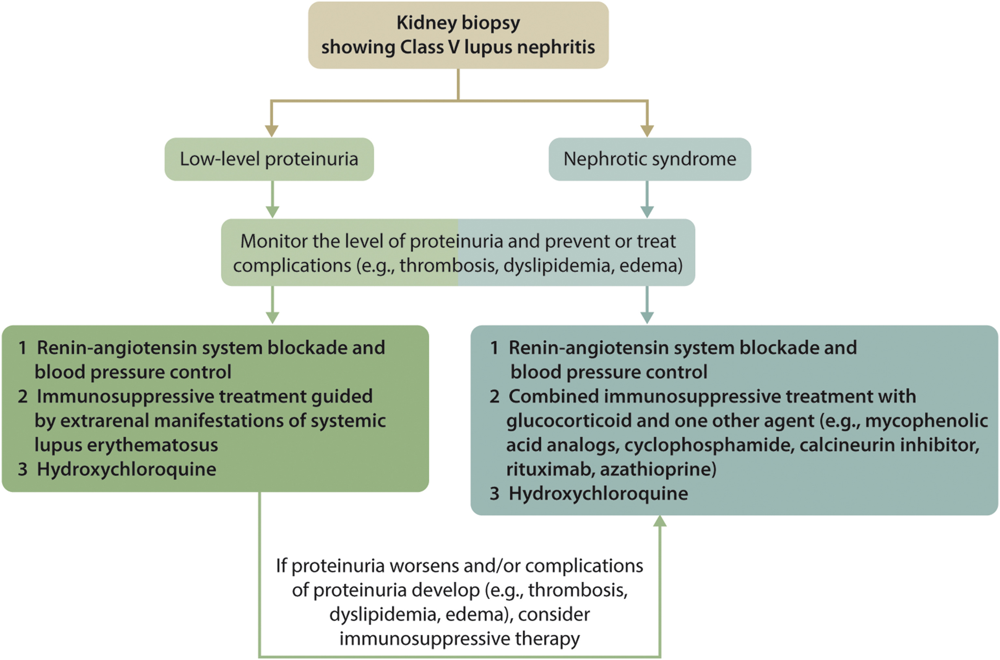 Kidney biopsy
showing Class V lupus nephritis
Low-level proteinuria
Nephrotic syndrome
Monitor the level of proteinuria and prevent or treat
complications (e.g., thrombosis, dyslipidemia, edema)
1 Renin-angiotensin system blockade and
blood pressure control
2 Immunosuppressive treatment guided
by extrarenal manifestations of systemic
lupus erythematosus
3 Hydroxychloroquine
1 Renin-angiotensin system blockade and
blood pressure control
2 Combined immunosuppressive treatment with
glucocorticoid and one other agent (e.g., mycophenolic
acid analogs, cyclophosphamide, calcineurin inhibitor,
rituximab, azathioprine)
3 Hydroxychloroquine
If proteinuria worsens and/or complications
of proteinuria develop (e.g., thrombosis,
dyslipidemia, edema), consider
immunosuppressive therapy